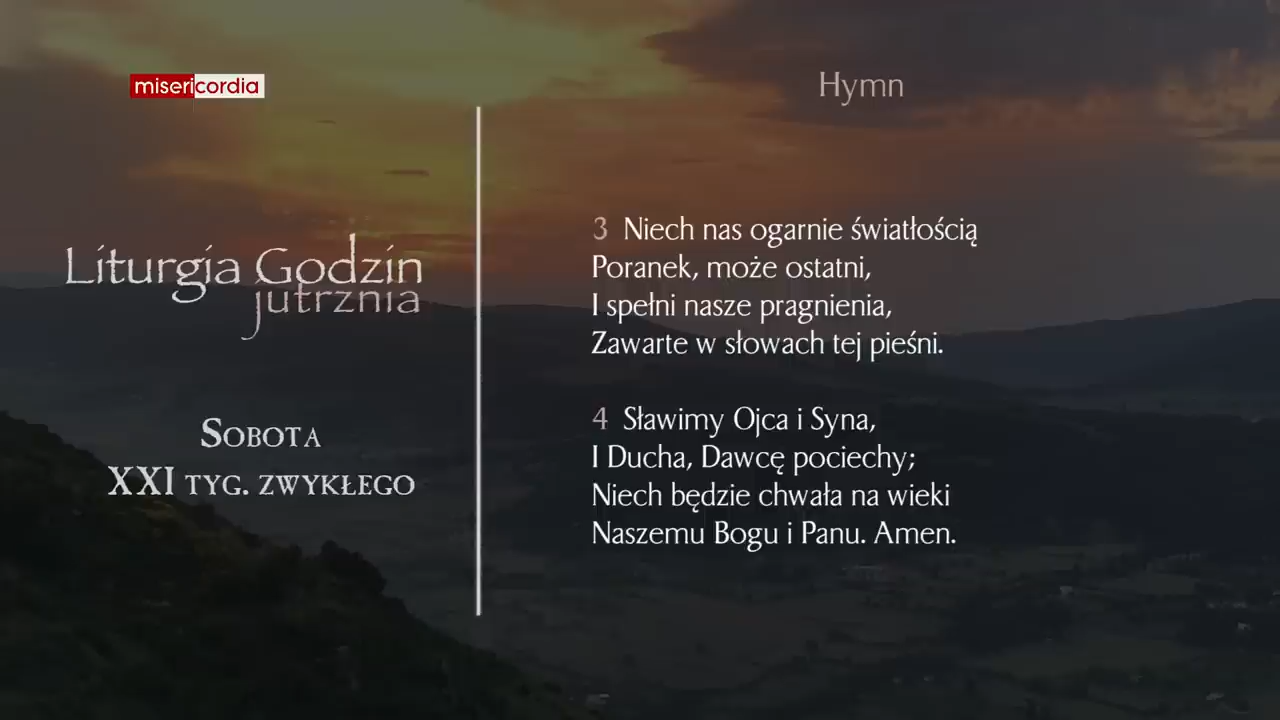 misericordia
Liturgia Godzin
jutrznia
Sobota
XXI tyg. zwykłego
Hymn
3 Niech nas ogarnie światłością
Poranek, może ostatni,
I spełni nasze pragnienia,
Zawarte w słowach tej pieśni.
4 Sławimy Ojca i Syna,
I Ducha, Dawcę pociechy;
Niech będzie chwała na wieki
Naszemu Bogu i Panu. Amen.